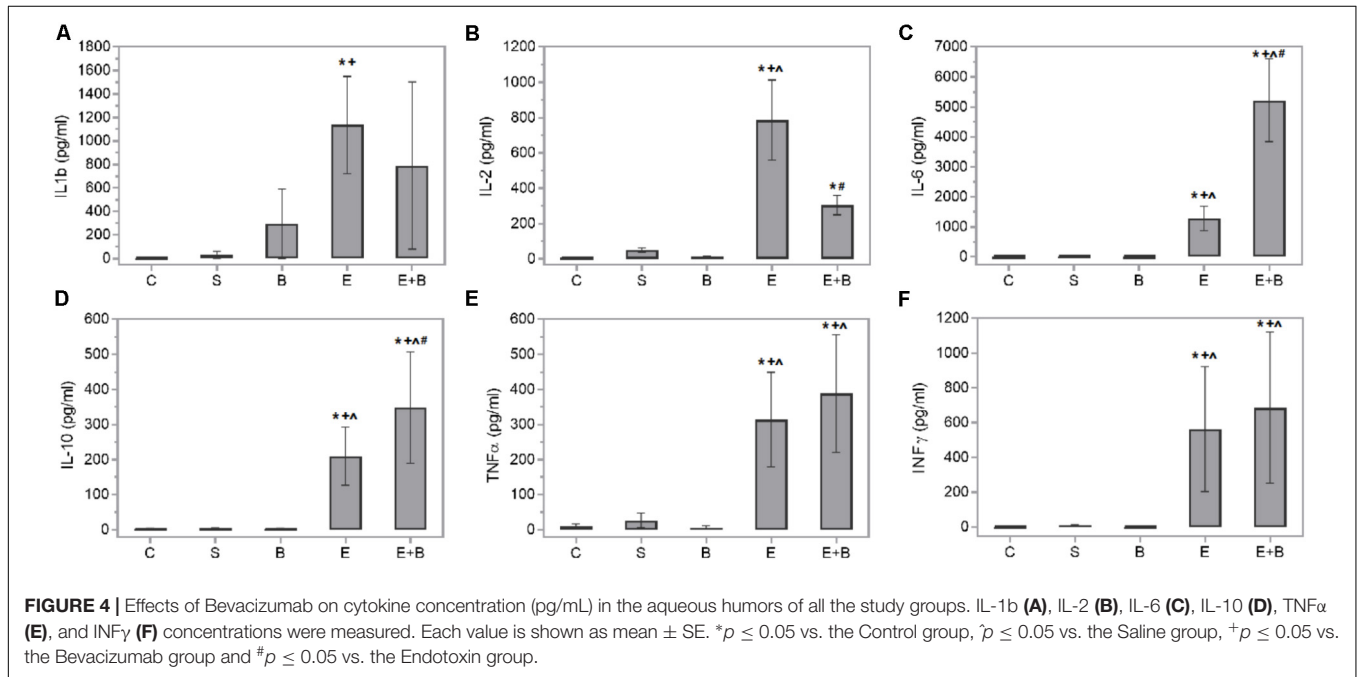 A
1800
*+
1600
1400
1200
1000
800
600
400
200
0
IL1b (pg/ml)
C S B E E+B
B
1200
*+^
1000
800
600
400
*#
200
0
IL-2 (pg/ml)
C S B E E+B
C
7000
*+^#
6000
5000
4000
3000
2000
*+^
1000
0
IL-6 (pg/ml)
C S B E E+B
D
600
*+^#
500
400
300
*+^
200
100
0
IL-10 (pg/ml)
C S B E E+B
E
600
*+^
500
*+^
400
300
200
100
0
TNFα (pg/ml)
C S B E E+B
F
1200
*+^
1000
*+^
800
600
400
200
0
INFγ (pg/ml)
C S B E E+B
FIGURE 4 | Effects of Bevacizumab on cytokine concentration (pg/mL) in the aqueous humors of all the study groups. IL-1b (A), IL-2 (B), IL-6 (C), IL-10 (D), TNFα
(E), and INFγ (F) concentrations were measured. Each value is shown as mean ± SE. *p ≤ 0.05 vs. the Control group, ^p ≤ 0.05 vs. the Saline group, +p ≤ 0.05 vs.
the Bevacizumab group and #p ≤ 0.05 vs. the Endotoxin group.